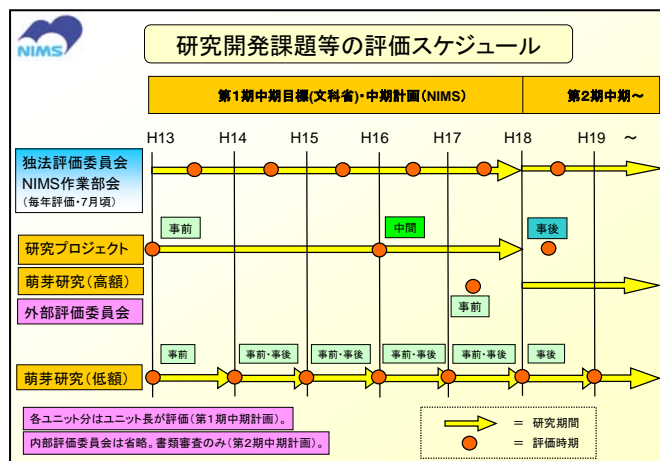 NIMS
研究開発課題等の評価スケジュール
第1期中期目標(文科省)・中期計画(NIMS)
第2期中期～
H13 H14 H15 H16 H17 H18 H19 ～
独法評価委員会
NIMS作業部会
(毎年評価・7月頃)
事前 中間 事後
研究プロジェクト
萌芽研究(高額)
事前
外部評価委員会
事前 事前・事後 事前・事後 事前・事後 事前・事後 事後
萌芽研究(低額)
各ユニット分はユニット長が評価(第1期中期計画)。
内部評価委員会は省略。書類審査のみ(第2期中期計画)。
＝ 研究期間
＝ 評価時期